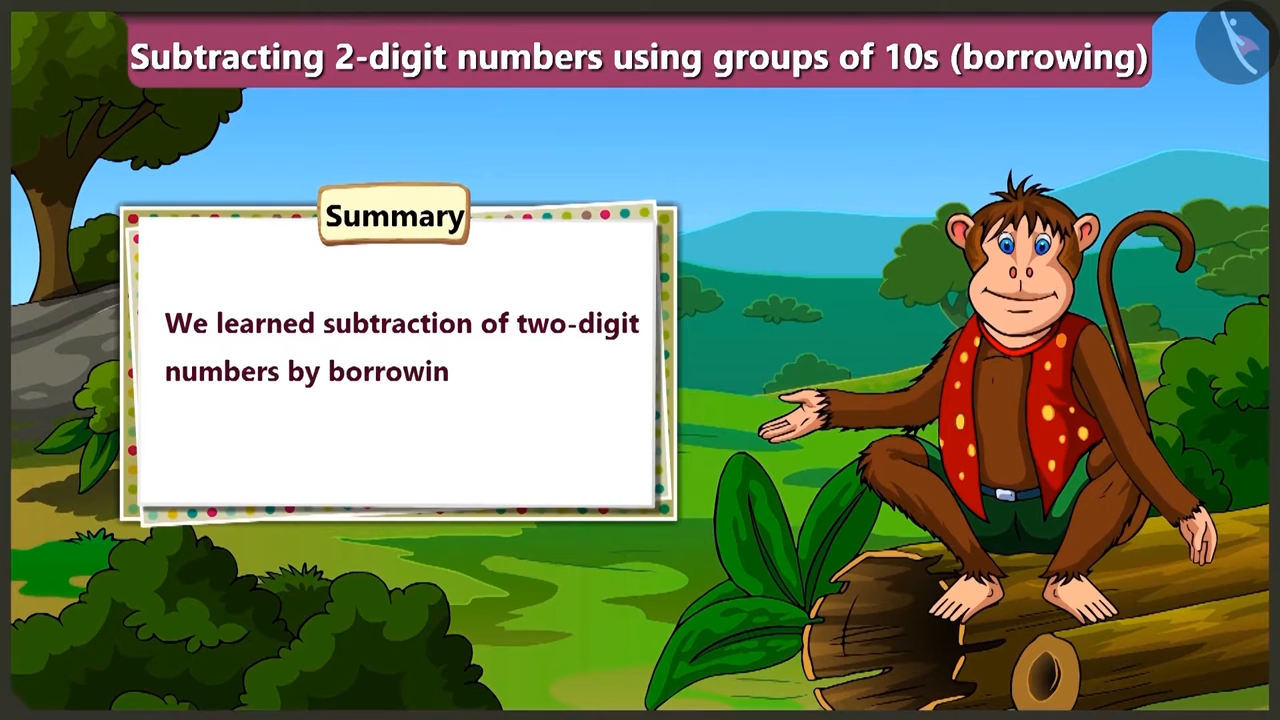 Subtracting 2-digit numbers using groups of 10s (borrowing)
Summary
We learned subtraction of two-digit
numbers by borrowin